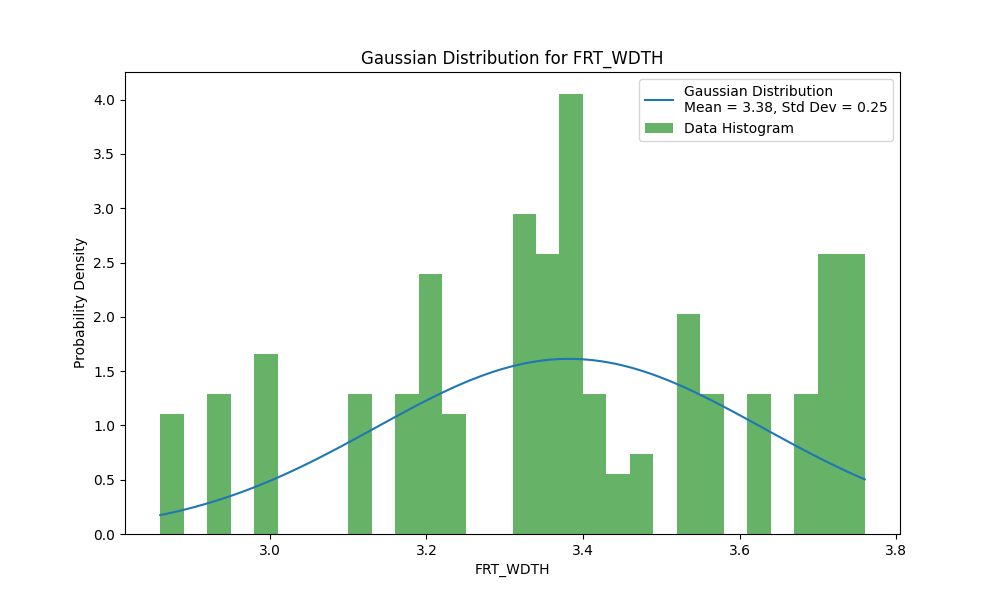 Gaussian Distribution for FRT_WDTH
Gaussian Distribution
Mean = 3.38, Std Dev = 0.25
Data Histogram
Probability Density
4.0
3.5
3.0
2.5
2.0
1.5
1.0
0.5
0.0
3.0
3.2
3.4
3.6
3.8
FRT_WDTH